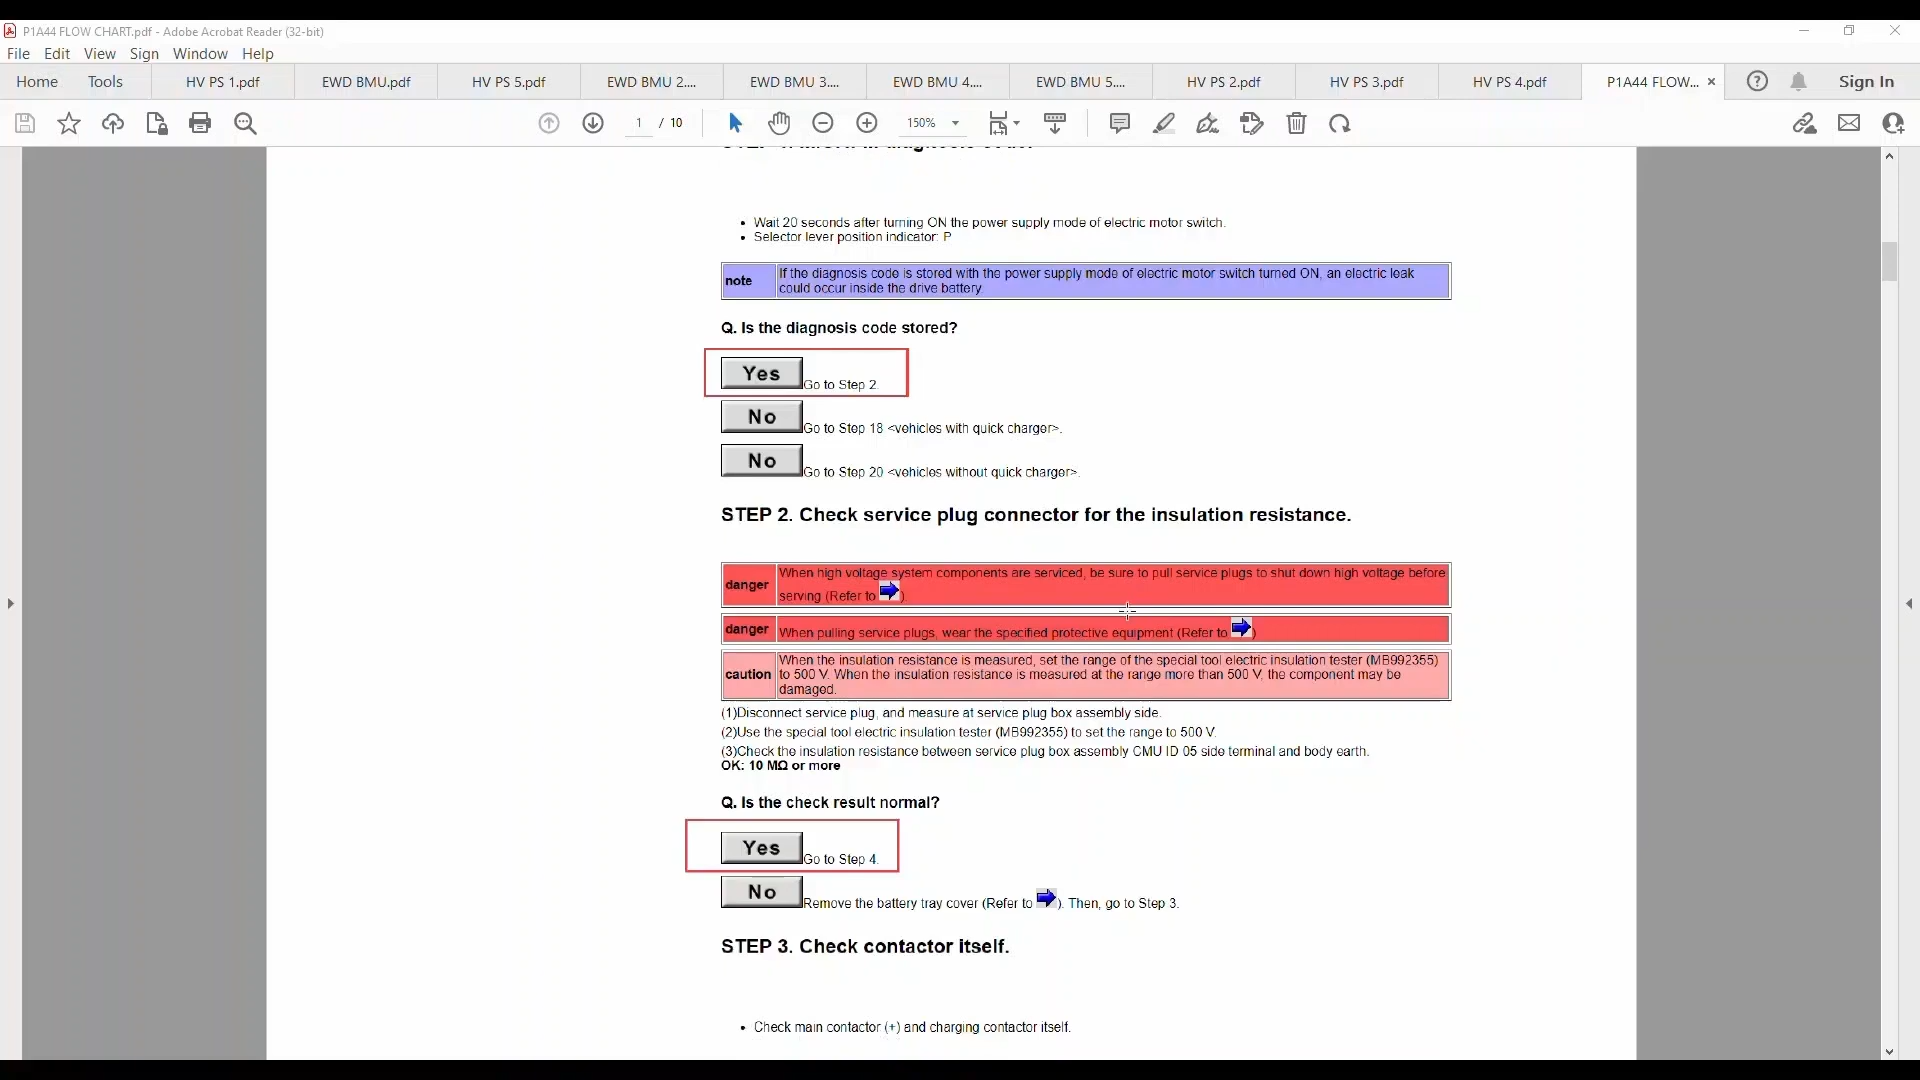 P1A44 FLOW CHART.pdf - Adobe Acrobat Reader (32-bit)
File Edit View Sign Window Help
Home Tools HV PS 1.pdf EWD BMU.pdf HV PS 5.pdf EWD BMU 2.... EWD BMU 3.... EWD BMU 4.... EWD BMU 5.... HV PS 2.pdf HV PS 3.pdf HV PS 4.pdf P1A44 FLOW... × Sign In
1 / 10 150%
• Wait 20 seconds after turning ON the power supply mode of electric motor switch.
• Selector lever position indicator: P
note If the diagnosis code is stored with the power supply mode of electric motor switch turned ON, an electric leak
could occur inside the drive battery.
Q. Is the diagnosis code stored?
Yes Go to Step 2.
No Go to Step 18 <vehicles with quick charger>.
No Go to Step 20 <vehicles without quick charger>.
STEP 2. Check service plug connector for the insulation resistance.
danger When high voltage system components are serviced, be sure to pull service plugs to shut down high voltage before
serving (Refer to ).
danger When pulling service plugs, wear the specified protective equipment (Refer to )
caution When the insulation resistance is measured, set the range of the special tool electric insulation tester (MB992355)
to 500 V. When the insulation resistance is measured at the range more than 500 V, the component may be
damaged.
(1)Disconnect service plug, and measure at service plug box assembly side.
(2)Use the special tool electric insulation tester (MB992355) to set the range to 500 V.
(3)Check the insulation resistance between service plug box assembly CMU ID 05 side terminal and body earth.
OK: 10 MΩ or more
Q. Is the check result normal?
Yes Go to Step 4.
No Remove the battery tray cover (Refer to ). Then, go to Step 3.
STEP 3. Check contactor itself.
• Check main contactor (+) and charging contactor itself.